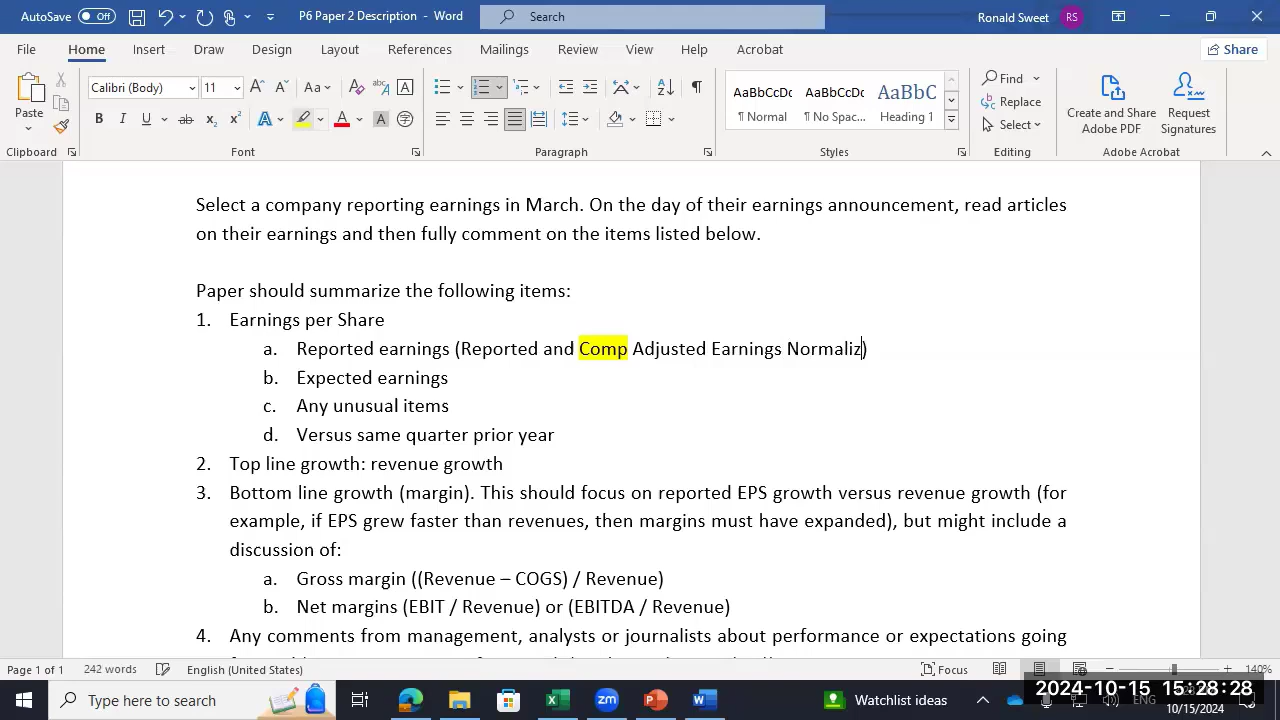 AutoSave Off P6 Paper 2 Description - Word Search Ronald Sweet RS
File Home Insert Draw Design Layout References Mailings Review View Help Acrobat Share
Paste Calibri (Body) 11 AaBbCcDc AaBbCcDc AaBbC Find
¶ Normal ¶ No Spac... Heading 1 Replace Create and Share Adobe PDF Request Signatures
Select
Clipboard Font Paragraph Styles Editing Adobe Acrobat
Select a company reporting earnings in March. On the day of their earnings announcement, read articles
on their earnings and then fully comment on the items listed below.
Paper should summarize the following items:
1. Earnings per Share
a. Reported earnings (Reported and Comp Adjusted Earnings Normaliz)
b. Expected earnings
c. Any unusual items
d. Versus same quarter prior year
2. Top line growth: revenue growth
3. Bottom line growth (margin). This should focus on reported EPS growth versus revenue growth (for
example, if EPS grew faster than revenues, then margins must have expanded), but might include a
discussion of:
a. Gross margin ((Revenue – COGS) / Revenue)
b. Net margins (EBIT / Revenue) or (EBITDA / Revenue)
4. Any comments from management, analysts or journalists about performance or expectations going
Page 1 of 1 242 words English (United States) Focus 140%
Type here to search Watchlist ideas ENG
2024-10-15 15:28:28
10/15/2024